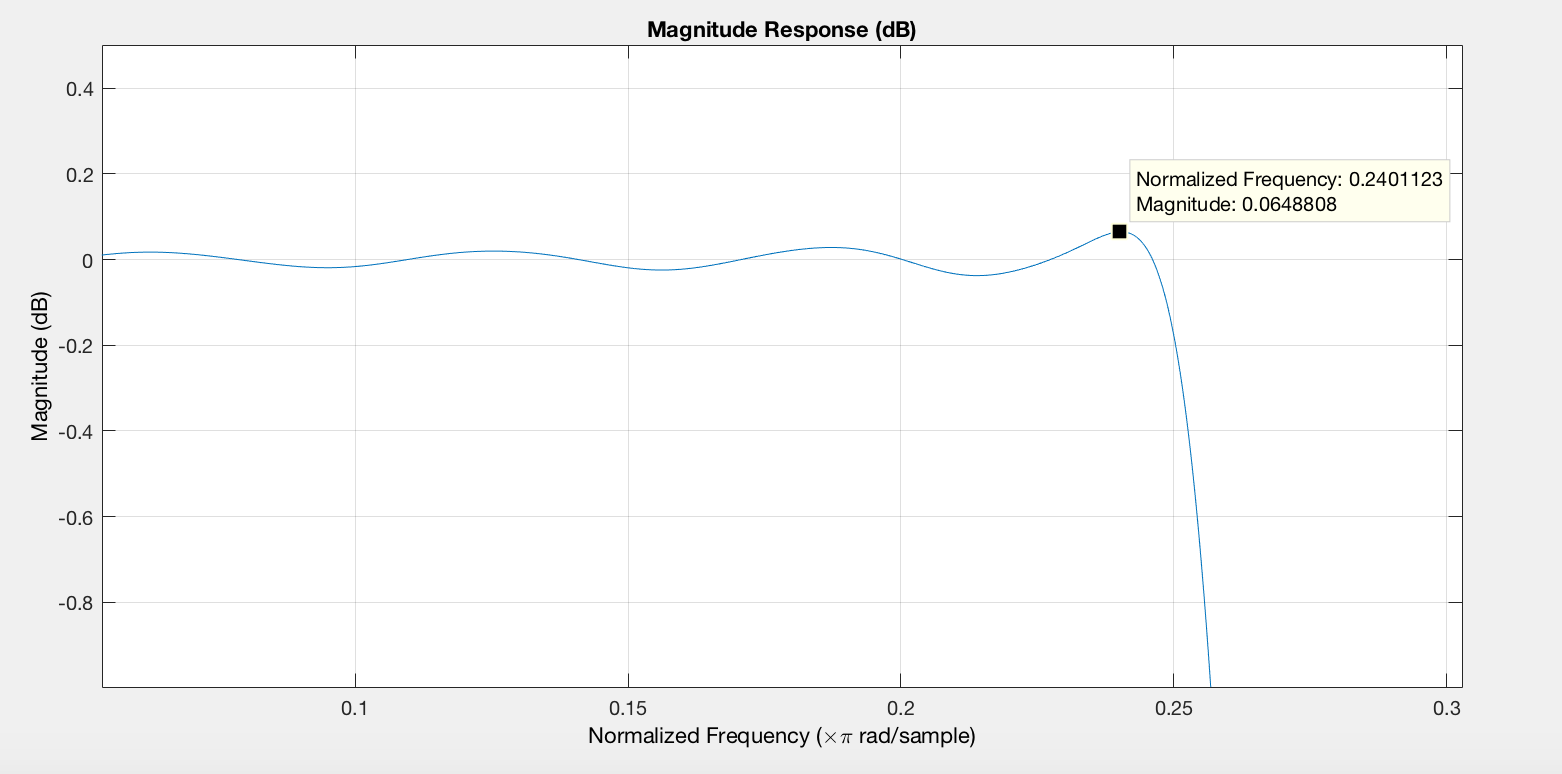 Magnitude Response (dB)
0.4
0.2
0
-0.2
-0.4
-0.6
-0.8
Magnitude (dB)
Normalized Frequency: 0.2401123
Magnitude: 0.0648808
0.1 0.15 0.2 0.25 0.3
Normalized Frequency (×π rad/sample)